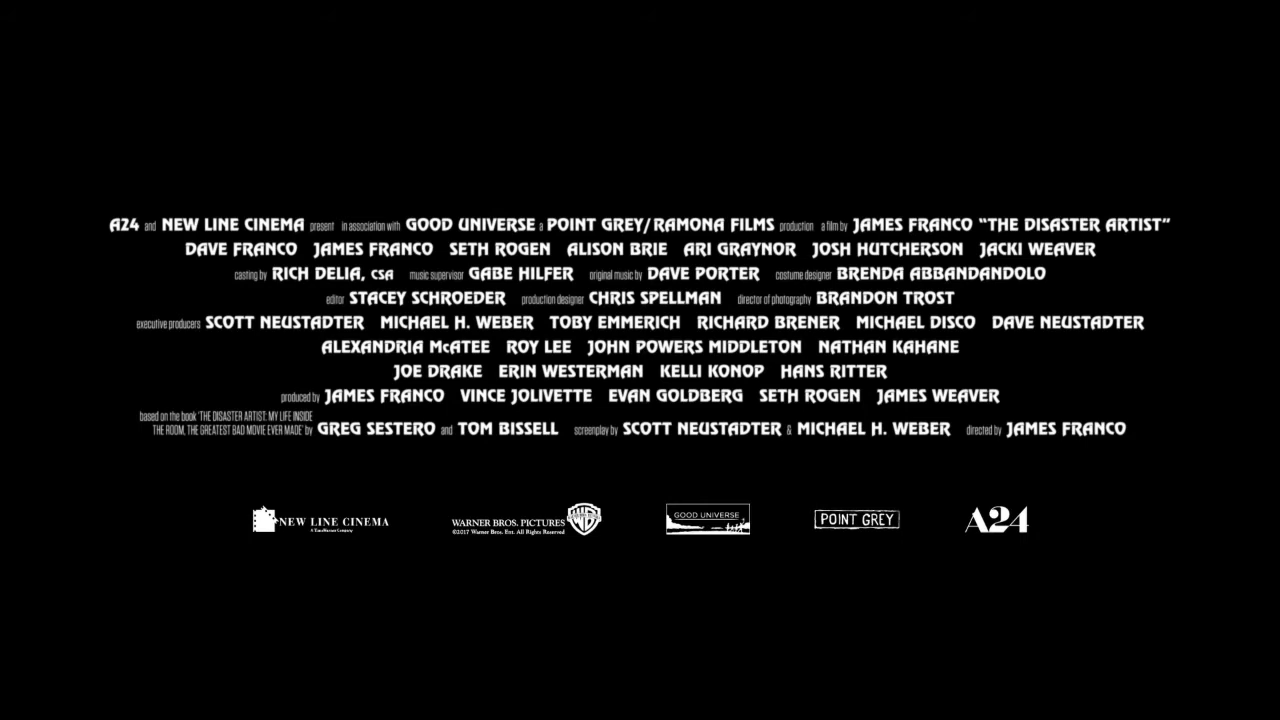 A24 and NEW LINE CINEMA present in association with GOOD UNIVERSE a POINT GREY/RAMONA FILMS production a film by JAMES FRANCO “THE DISASTER ARTIST”
DAVE FRANCO JAMES FRANCO SETH ROGEN ALISON BRIE ARI GRAYNOR JOSH HUTCHERSON JACKI WEAVER
casting by RICH DELIA, CSA music supervisor GABE HILFER original music by DAVE PORTER costume designer BRENDA ABBANDANDOLO
editor STACEY SCHROEDER production designer CHRIS SPELLMAN director of photography BRANDON TROST
executive producers SCOTT NEUSTADTER MICHAEL H. WEBER TOBY EMMERICH RICHARD BRENER MICHAEL DISCO DAVE NEUSTADTER
ALEXANDRIA McATEE ROY LEE JOHN POWERS MIDDLETON NATHAN KAHANE
JOE DRAKE ERIN WESTERMAN KELLI KONOP HANS RITTER
produced by JAMES FRANCO VINCE JOLIVETTE EVAN GOLDBERG SETH ROGEN JAMES WEAVER
based on the book ‘THE DISASTER ARTIST: MY LIFE INSIDE
THE ROOM, THE GREATEST BAD MOVIE EVER MADE’ by GREG SESTERO and TOM BISSELL screenplay by SCOTT NEUSTADTER & MICHAEL H. WEBER directed by JAMES FRANCO
NEW LINE CINEMA
A TimeWarner Company
WARNER BROS. PICTURES WB
©2017 Warner Bros. Ent. All Rights Reserved
GOOD UNIVERSE
POINT GREY
A24